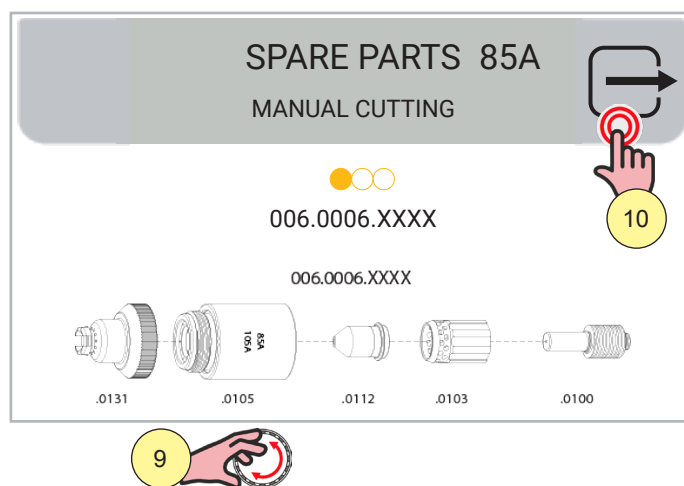 SPARE PARTS 85A
MANUAL CUTTING
10
006.0006.XXXX
006.0006.XXXX
85A
105A
.0131 .0105 .0112 .0103 .0100
9